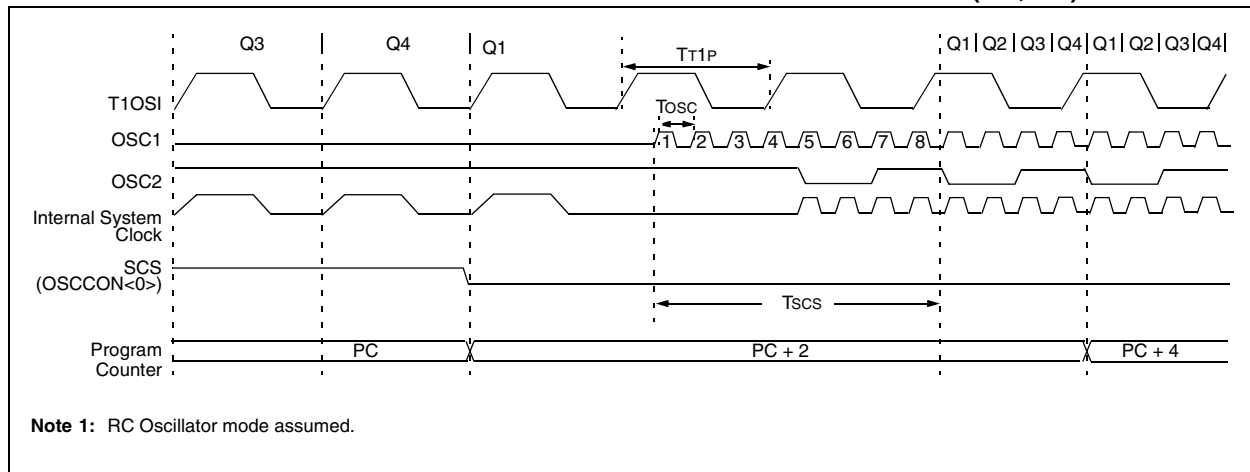 Q3 Q4 Q1 Q1 Q2 Q3 Q4 Q1 Q2 Q3 Q4
TT1P
T1OSI
TOSC
OSC1 1 2 3 4 5 6 7 8
OSC2
Internal System
Clock
SCS
(OSCCON<0>)
TSCS
Program PC PC + 2 PC + 4
Counter
Note 1: RC Oscillator mode assumed.